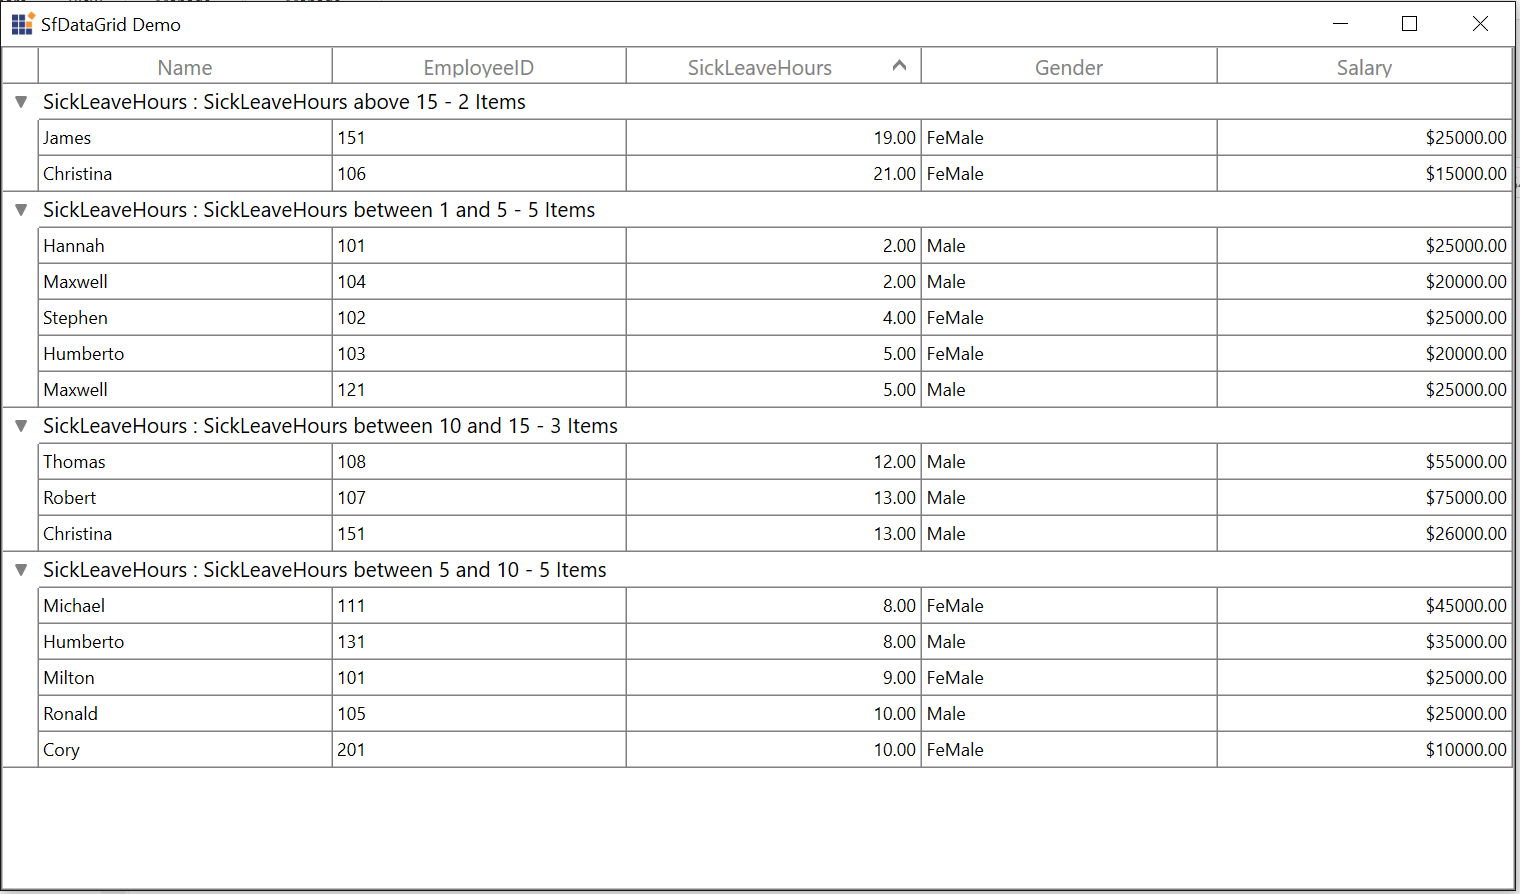 SfDataGrid Demo
Name EmployeeID SickLeaveHours Gender Salary
SickLeaveHours : SickLeaveHours above 15 - 2 Items
James 151 19.00 FeMale $25000.00
Christina 106 21.00 FeMale $15000.00
SickLeaveHours : SickLeaveHours between 1 and 5 - 5 Items
Hannah 101 2.00 Male $25000.00
Maxwell 104 2.00 Male $20000.00
Stephen 102 4.00 FeMale $25000.00
Humberto 103 5.00 FeMale $20000.00
Maxwell 121 5.00 Male $25000.00
SickLeaveHours : SickLeaveHours between 10 and 15 - 3 Items
Thomas 108 12.00 Male $55000.00
Robert 107 13.00 Male $75000.00
Christina 151 13.00 Male $26000.00
SickLeaveHours : SickLeaveHours between 5 and 10 - 5 Items
Michael 111 8.00 FeMale $45000.00
Humberto 131 8.00 Male $35000.00
Milton 101 9.00 FeMale $25000.00
Ronald 105 10.00 Male $25000.00
Cory 201 10.00 FeMale $10000.00